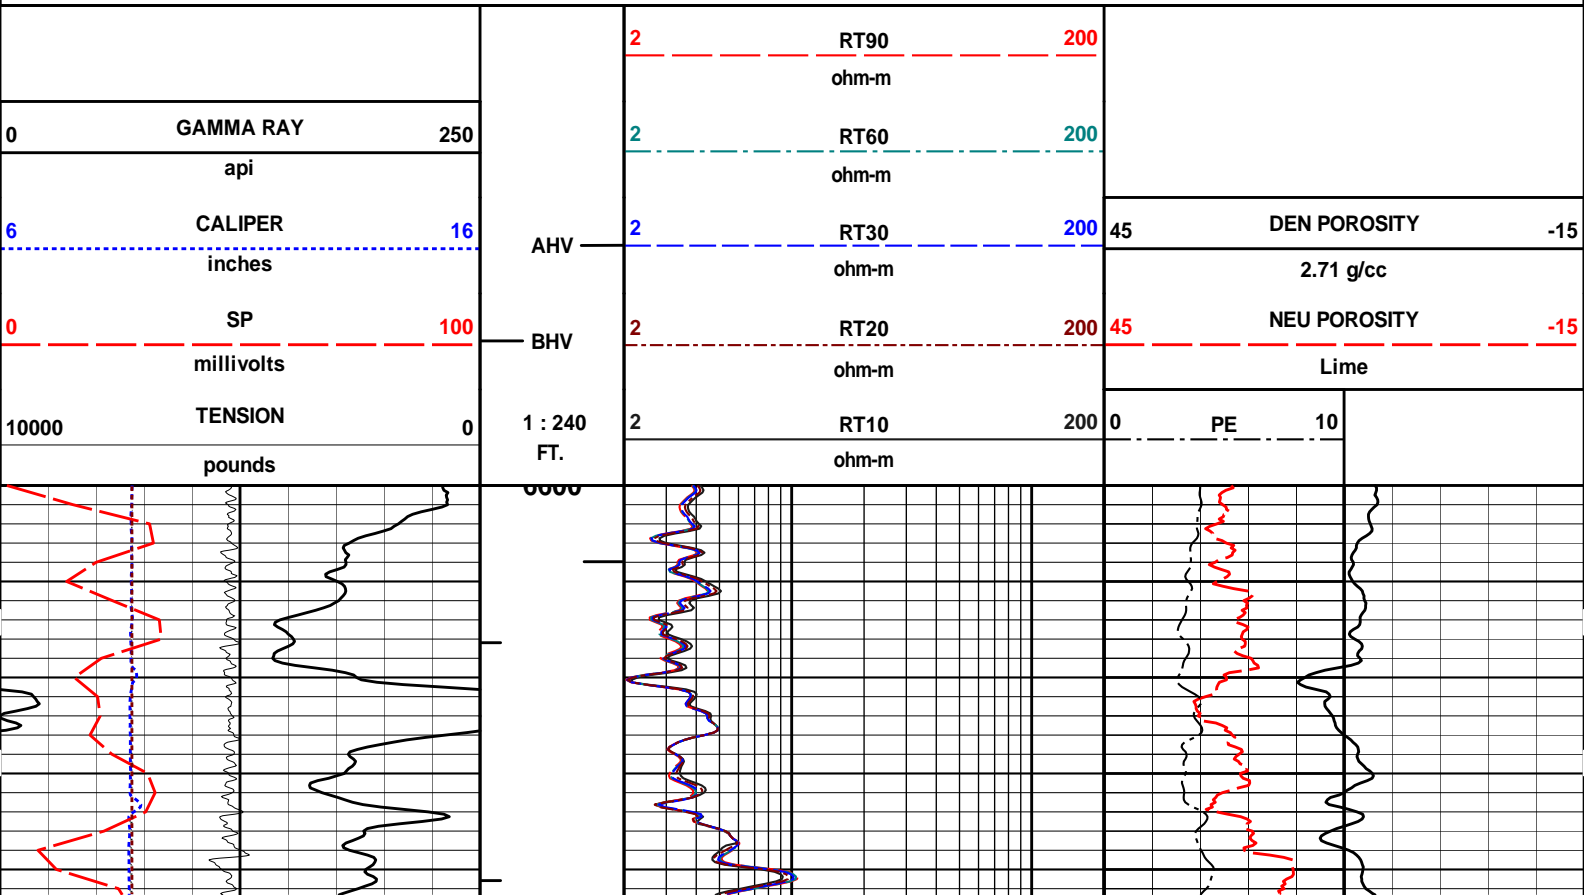 0 GAMMA RAY 250
api
6 CALIPER 16
inches
0 SP 100
millivolts
10000 TENSION 0
pounds
AHV
BHV
1 : 240
FT.
2 RT90 200
ohm-m
2 RT60 200
ohm-m
2 RT30 200
ohm-m
2 RT20 200
ohm-m
2 RT10 200
ohm-m
45 DEN POROSITY -15
2.71 g/cc
45 NEU POROSITY -15
Lime
0 PE 10
6600